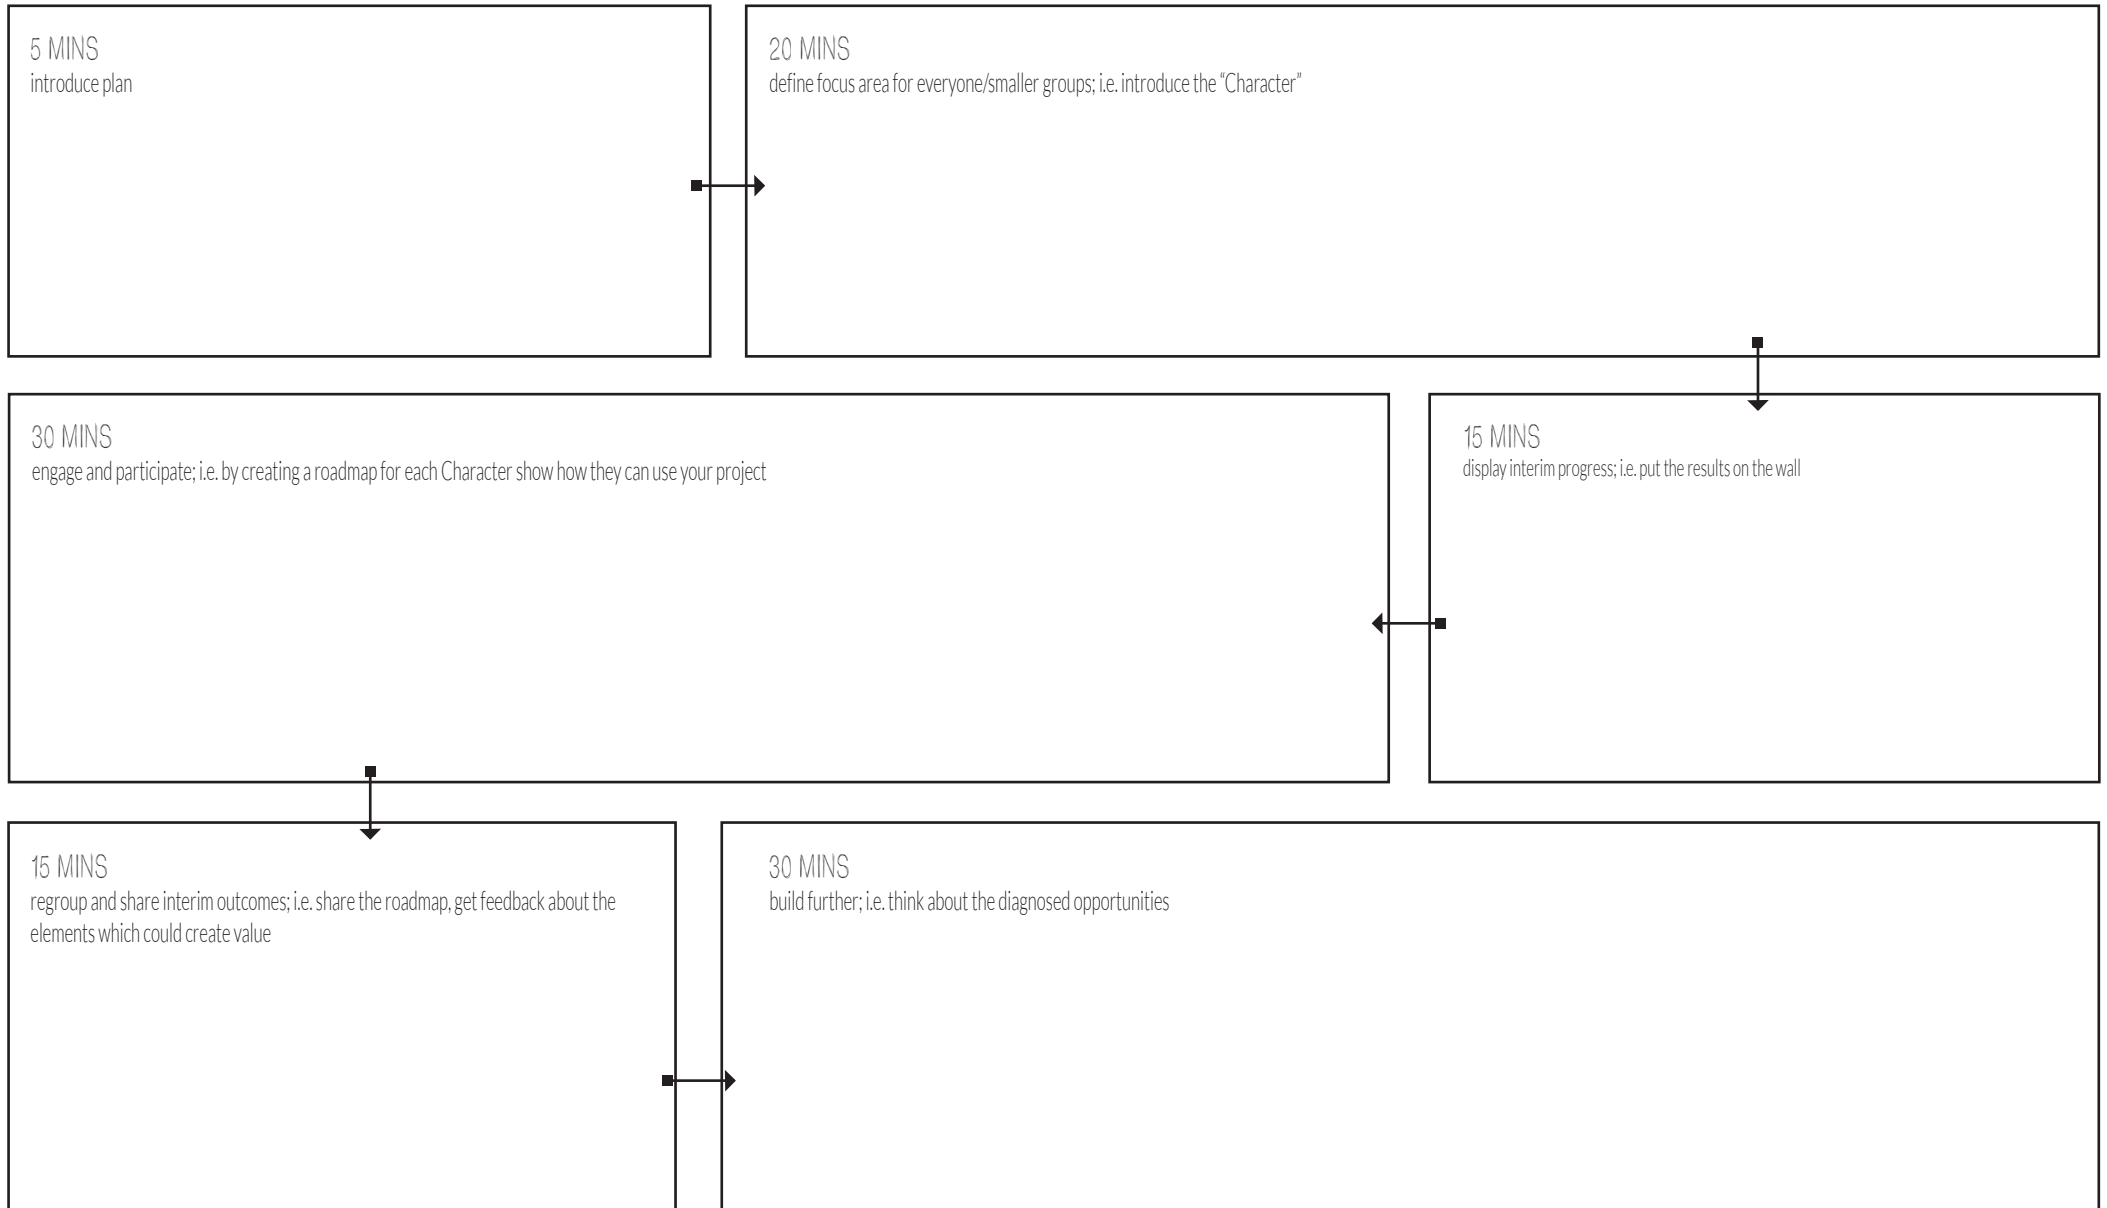 5 MINS
introduce plan
20 MINS
define focus area for everyone/smaller groups; i.e. introduce the “Character”
15 MINS
display interim progress; i.e. put the results on the wall
30 MINS
engage and participate; i.e. by creating a roadmap for each Character show how they can use your project
15 MINS
regroup and share interim outcomes; i.e. share the roadmap, get feedback about the
elements which could create value
30 MINS
build further; i.e. think about the diagnosed opportunities